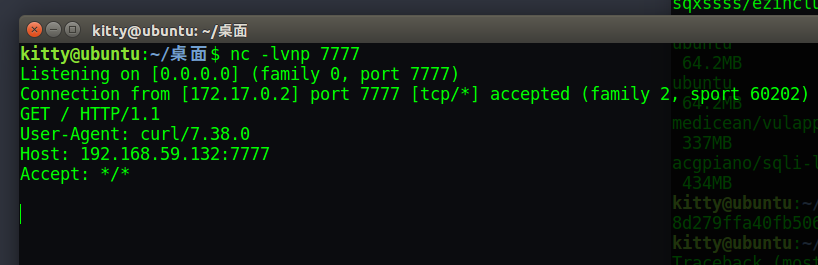 sqxssss/ezinclu
kitty@ubuntu: ~/桌面
kitty@ubuntu:~/桌面$ nc -lvnp 7777
Listening on [0.0.0.0] (family 0, port 7777)
Connection from [172.17.0.2] port 7777 [tcp/*] accepted (family 2, sport 60202)
GET / HTTP/1.1
User-Agent: curl/7.38.0
Host: 192.168.59.132:7777
Accept: */*
ubuntu
64.2MB
ubuntu
64.2MB
medicean/vulapp
337MB
acgpiano/sqli-l
434MB
kitty@ubuntu:~/
8d279ffa40fb506
kitty@ubuntu:~/
Traceback (most